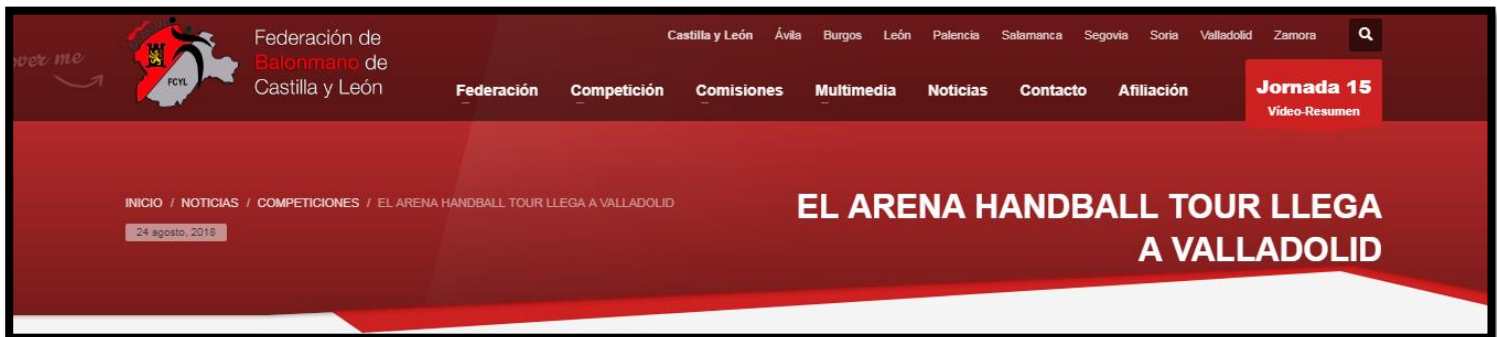 over me
FCYL
Federación de
Balonmano de
Castilla y León
Castilla y León Ávila Burgos León Palencia Salamanca Segovia Soria Valladolid Zamora
Federación Competición Comisiones Multimedia Noticias Contacto Afiliación
Jornada 15
Vídeo-Resumen
INICIO / NOTICIAS / COMPETICIONES / EL ARENA HANDBALL TOUR LLEGA A VALLADOLID
24 agosto, 2018
EL ARENA HANDBALL TOUR LLEGA
A VALLADOLID